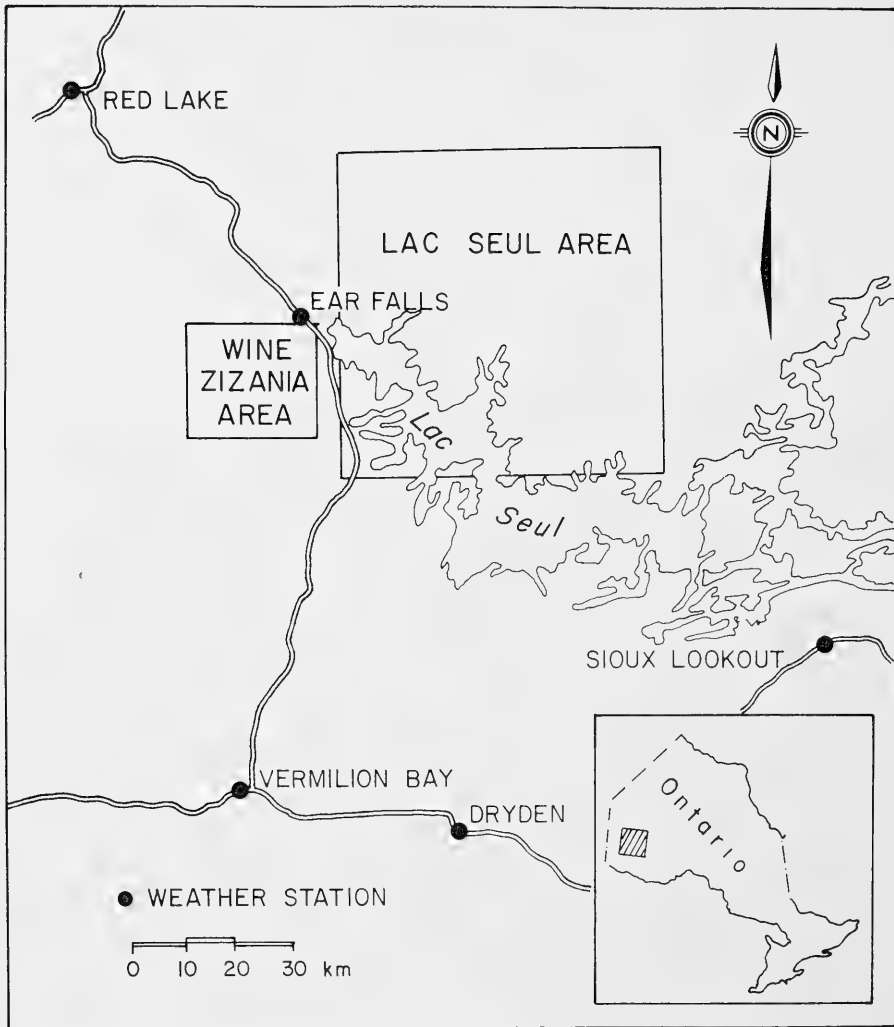 RED LAKE
N
LAC SEUL AREA
EAR FALLS
WINE
ZIZANIA
AREA
Lac
Seul
SIOUX LOOKOUT
VERMILION BAY
DRYDEN
Ontario
WEATHER STATION
0 10 20 30 km